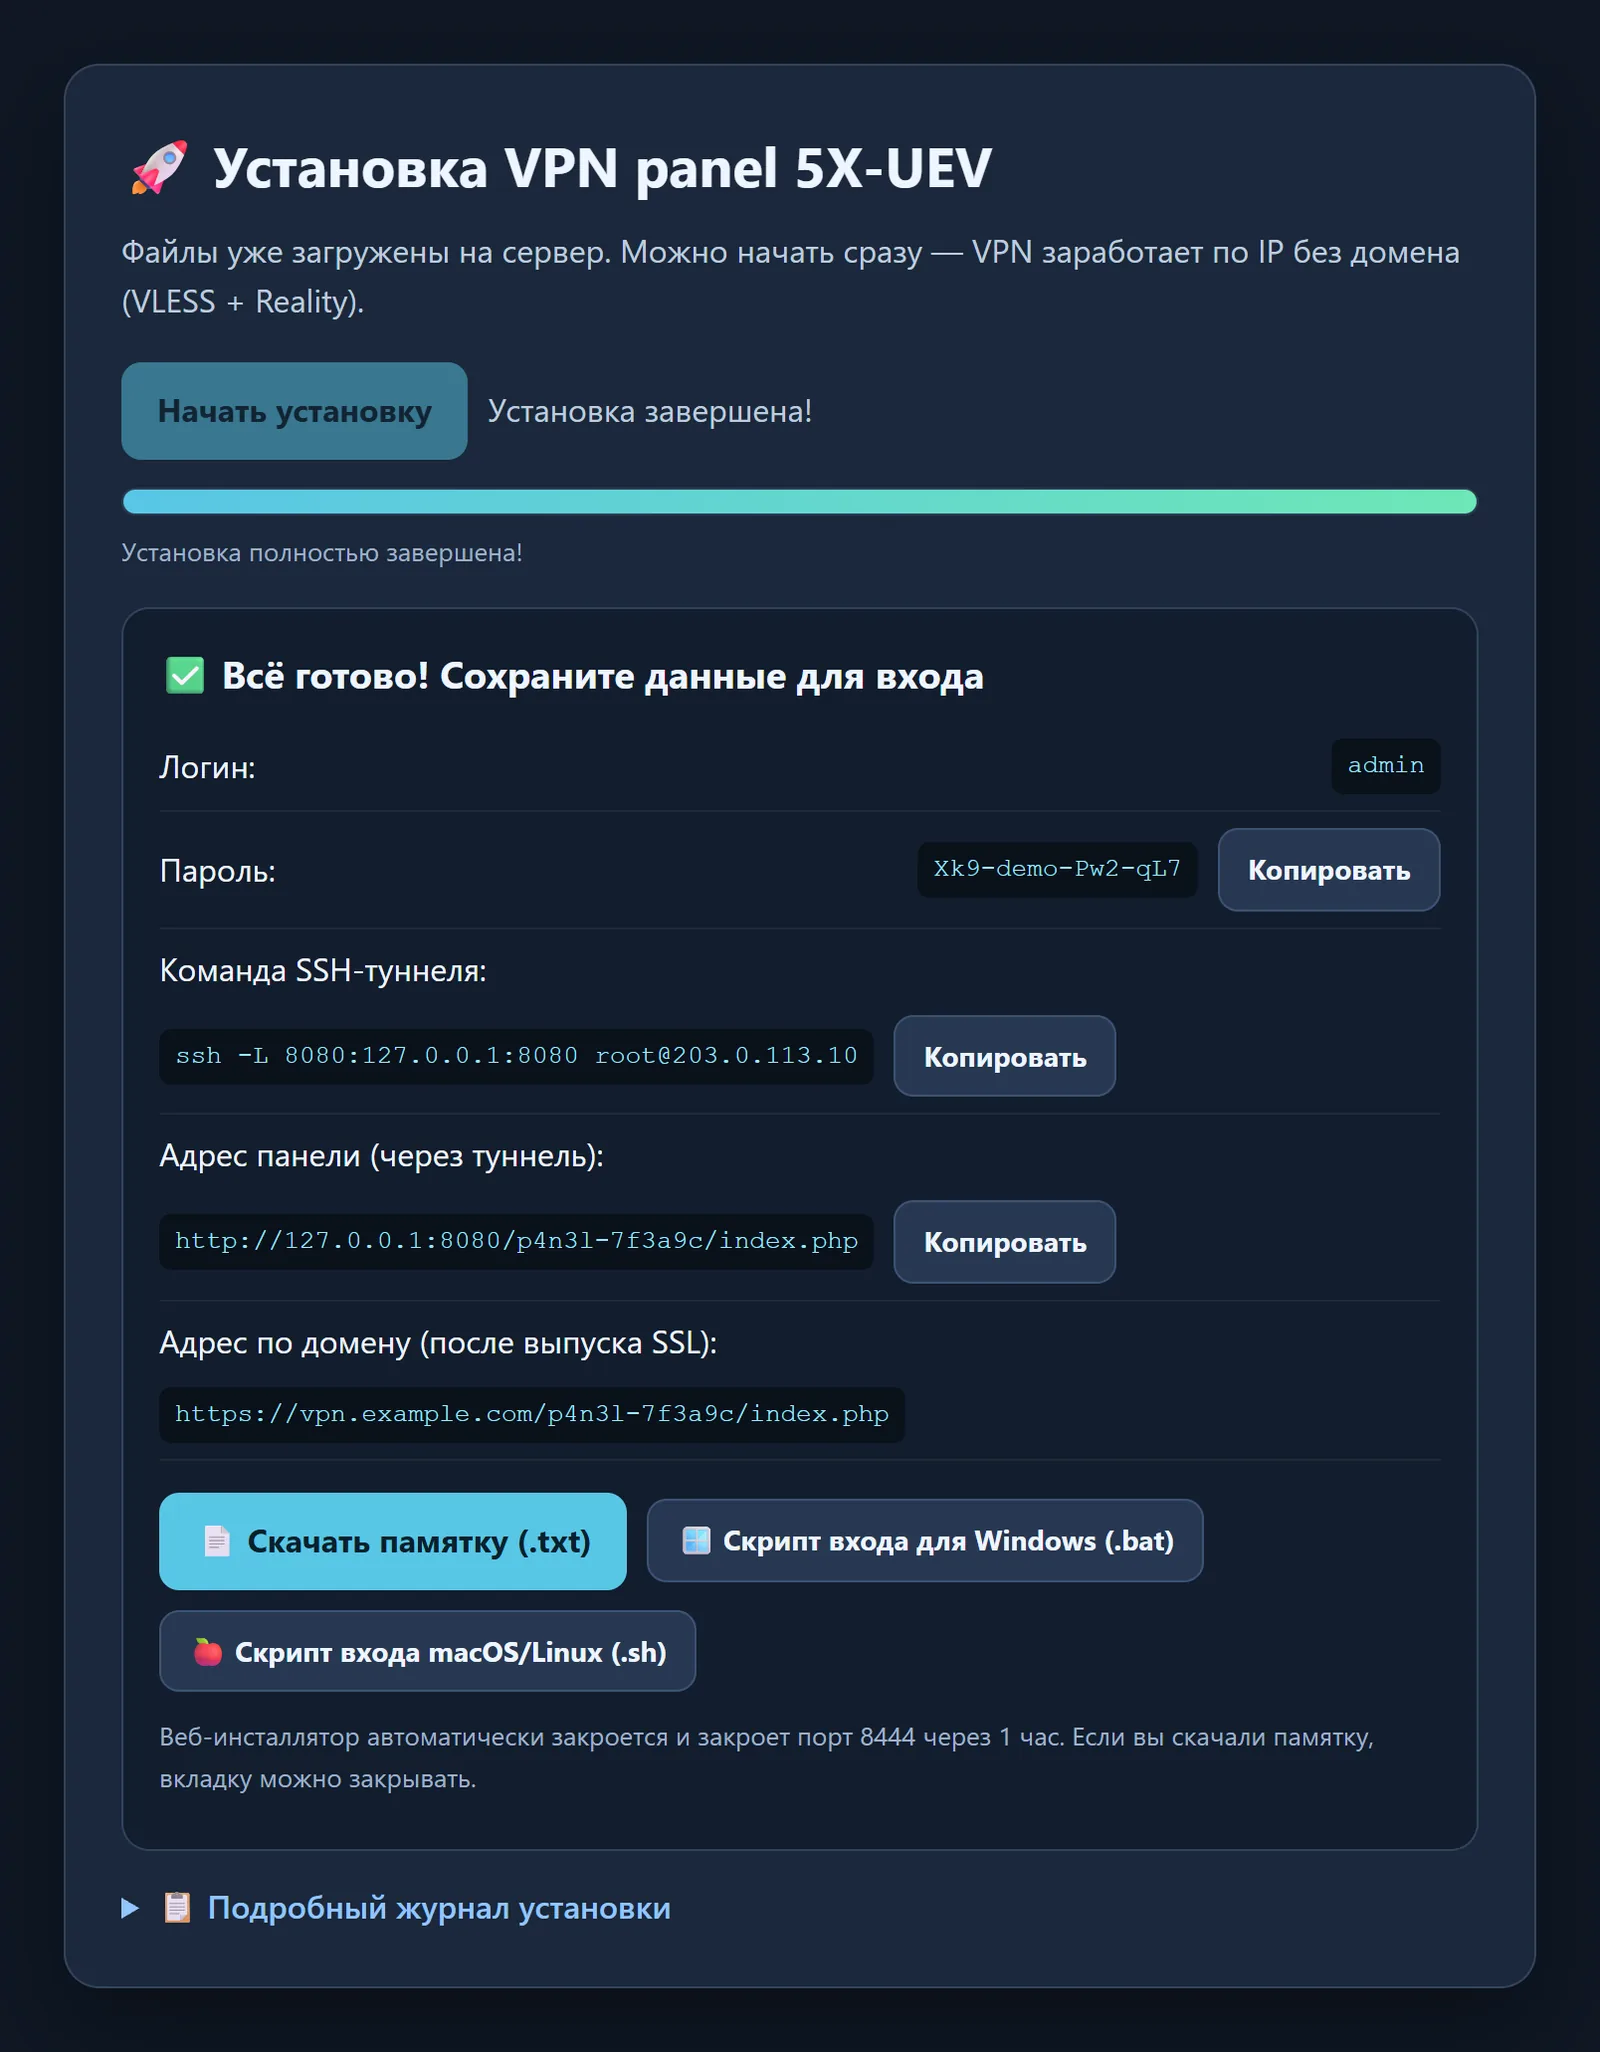 Установка VPN panel 5X-UEV
Файлы уже загружены на сервер. Можно начать сразу — VPN заработает по IP без домена
(VLESS + Reality).
Начать установку
Установка завершена!
Установка полностью завершена!
Всё готово! Сохраните данные для входа
Логин:
admin
Пароль:
Xk9-demo-Pw2-qL7
Копировать
Команда SSH-туннеля:
ssh -L 8080:127.0.0.1:8080 root@203.0.113.10
Копировать
Адрес панели (через туннель):
http://127.0.0.1:8080/p4n3l-7f3a9c/index.php
Копировать
Адрес по домену (после выпуска SSL):
https://vpn.example.com/p4n3l-7f3a9c/index.php
Скачать памятку (.txt)
Скрипт входа для Windows (.bat)
Скрипт входа macOS/Linux (.sh)
Веб-инсталлятор автоматически закроется и закроет порт 8444 через 1 час. Если вы скачали памятку,
вкладку можно закрывать.
Подробный журнал установки